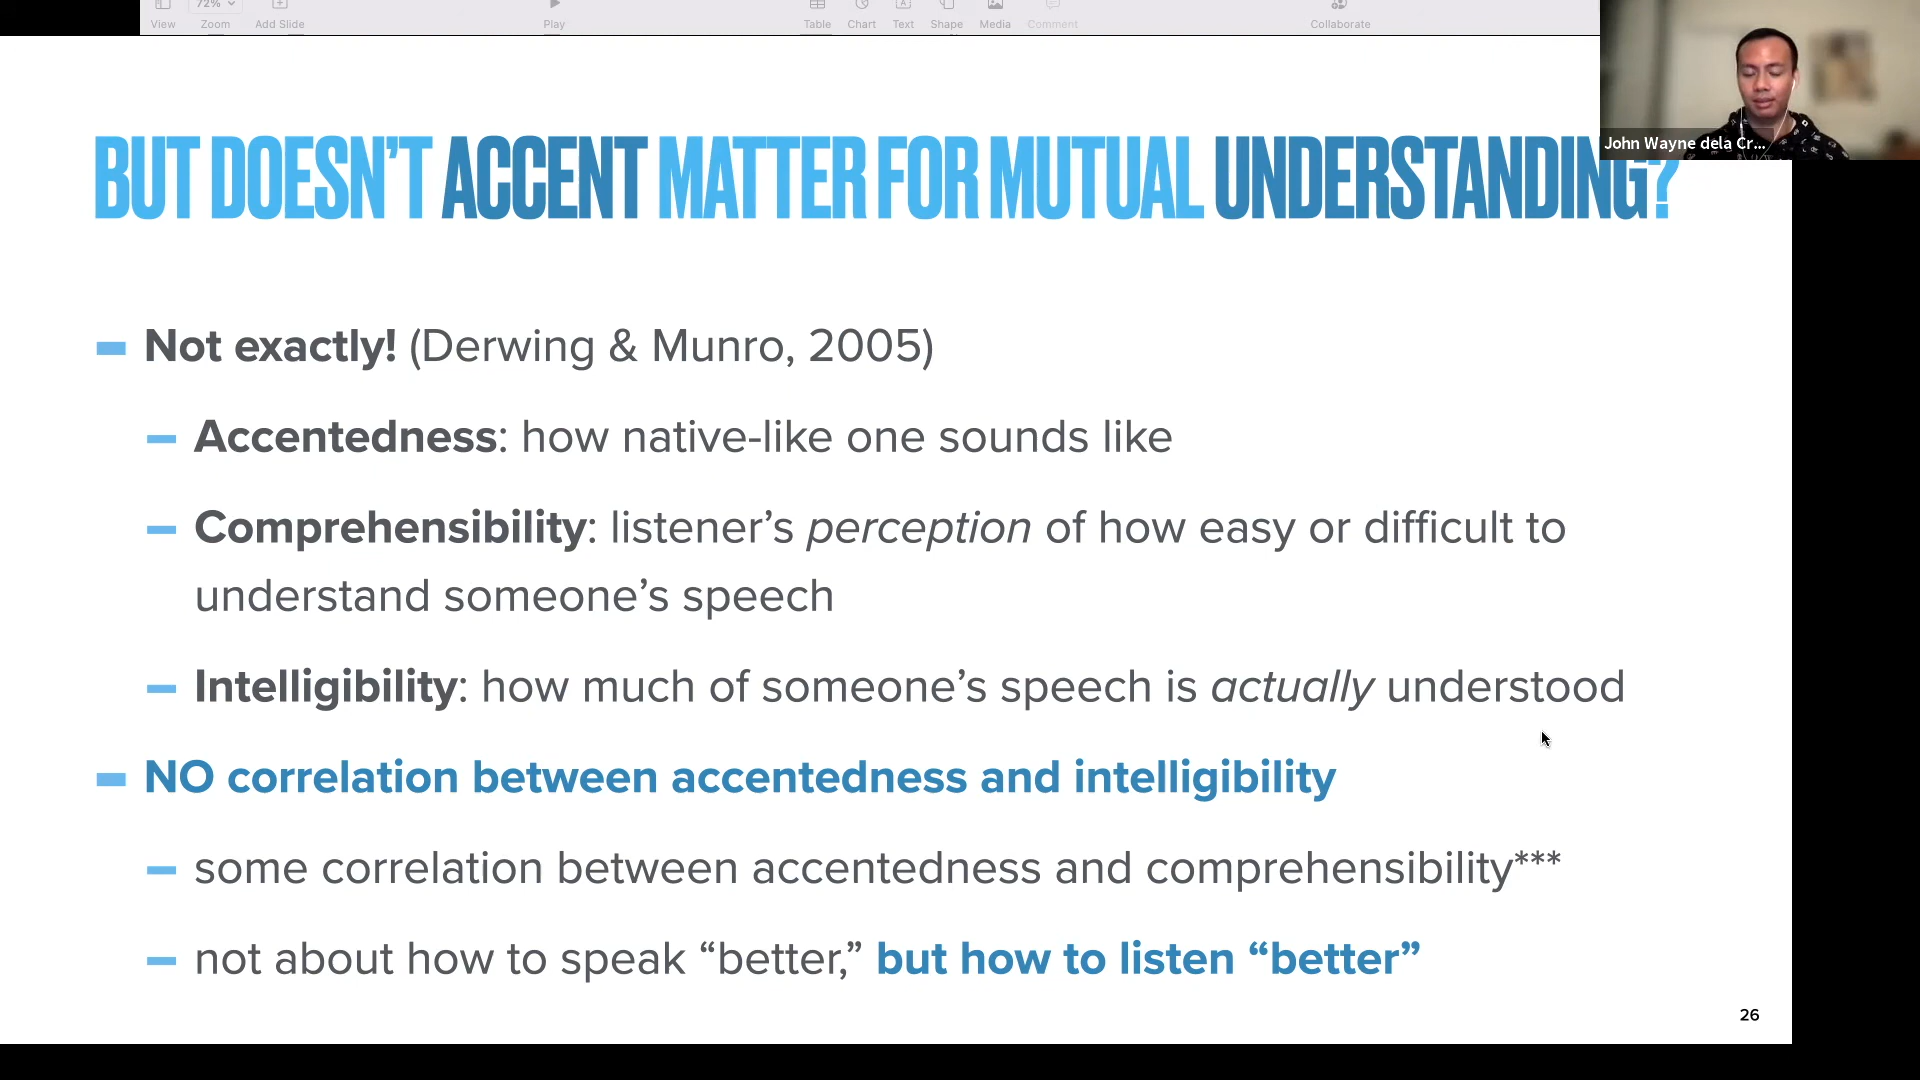 72%
View
Zoom
Add Slide
Play
Table
Chart
Text
Shape
Media
Comment
Collaborate
John Wayne dela Cr...
BUT DOESN'T ACCENT MATTER FOR MUTUAL UNDERSTANDING?
Not exactly! (Derwing & Munro, 2005)
Accentedness: how native-like one sounds like
Comprehensibility: listener’s perception of how easy or difficult to
understand someone’s speech
Intelligibility: how much of someone’s speech is actually understood
NO correlation between accentedness and intelligibility
some correlation between accentedness and comprehensibility***
not about how to speak “better,” but how to listen “better”
26